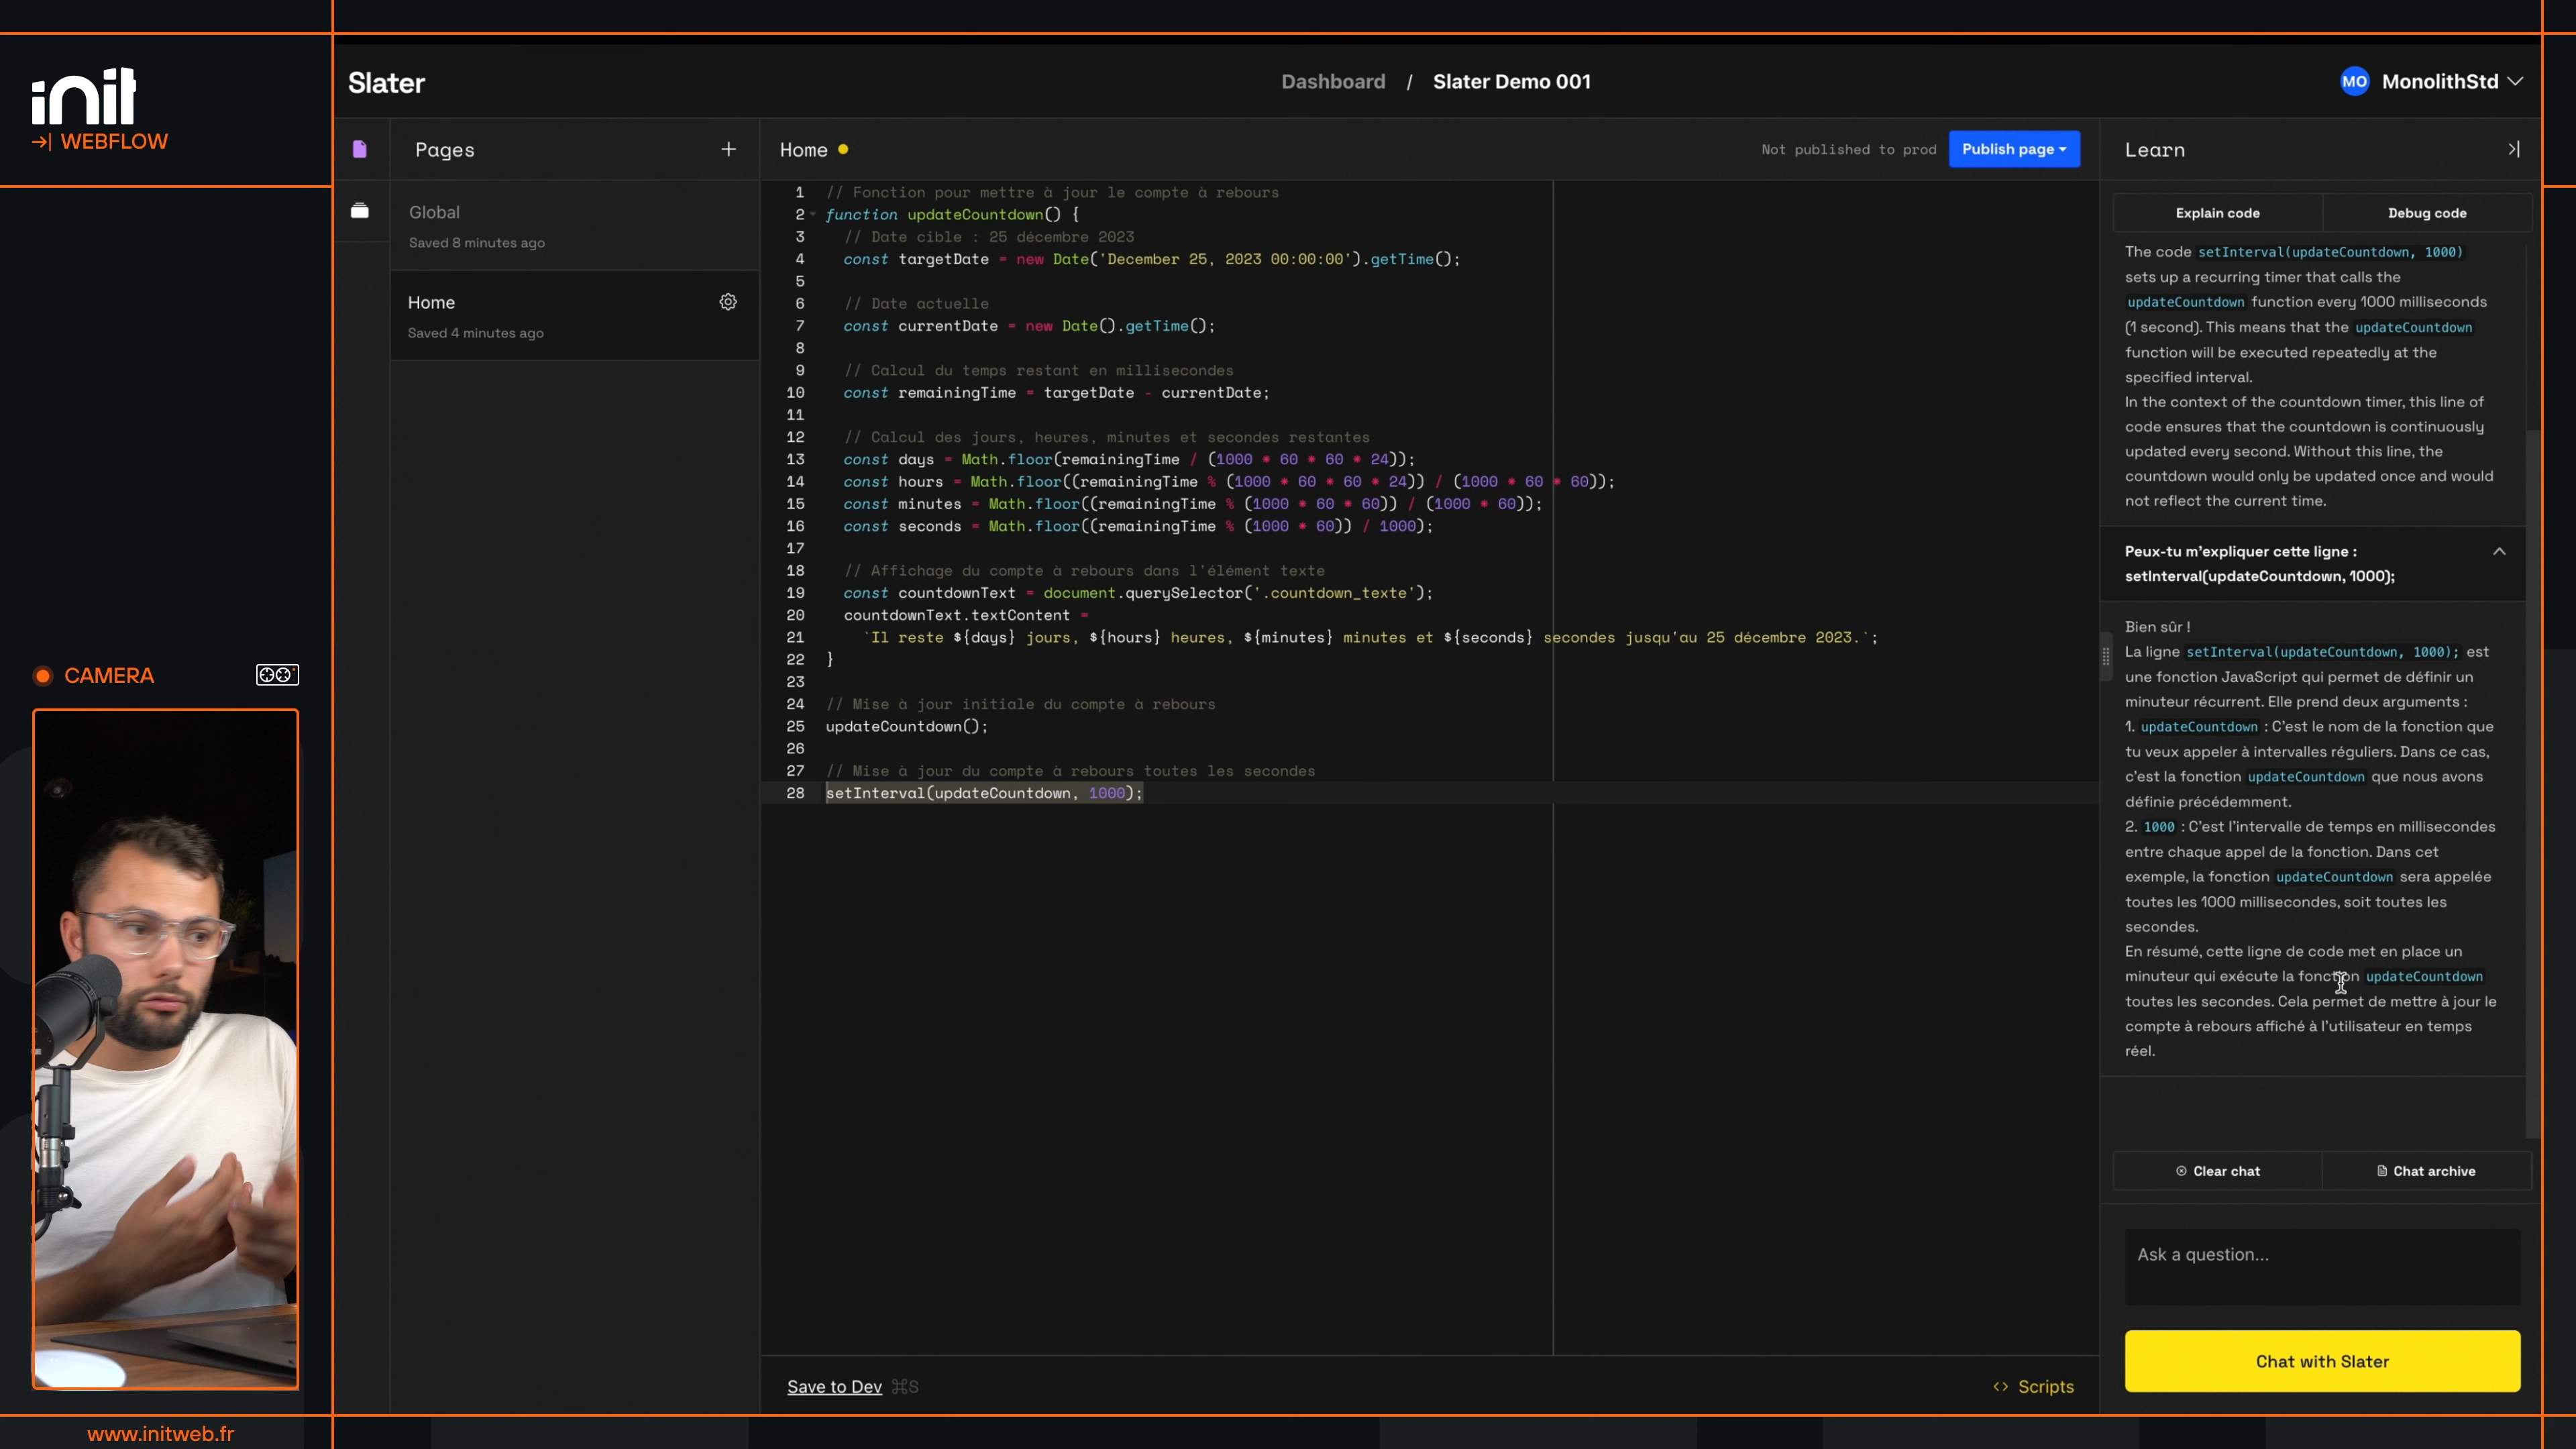 init
→| WEBFLOW
CAMERA
www.initweb.fr
Slater
Dashboard / Slater Demo 001
MO MonolithStd
Pages +
Global
Saved 8 minutes ago
Home
Saved 4 minutes ago
Home
Not published to prod Publish page
1 // Fonction pour mettre à jour le compte à rebours
2 function updateCountdown() {
3 // Date cible : 25 décembre 2023
4 const targetDate = new Date('December 25, 2023 00:00:00').getTime();
5
6 // Date actuelle
7 const currentDate = new Date().getTime();
8
9 // Calcul du temps restant en millisecondes
10 const remainingTime = targetDate - currentDate;
11
12 // Calcul des jours, heures, minutes et secondes restantes
13 const days = Math.floor(remainingTime / (1000 * 60 * 60 * 24));
14 const hours = Math.floor((remainingTime % (1000 * 60 * 60 * 24)) / (1000 * 60 * 60));
15 const minutes = Math.floor((remainingTime % (1000 * 60 * 60)) / (1000 * 60));
16 const seconds = Math.floor((remainingTime % (1000 * 60)) / 1000);
17
18 // Affichage du compte à rebours dans l'élément texte
19 const countdownText = document.querySelector('.countdown_texte');
20 countdownText.textContent =
21 `Il reste ${days} jours, ${hours} heures, ${minutes} minutes et ${seconds} secondes jusqu'au 25 décembre 2023.`;
22 }
23
24 // Mise à jour initiale du compte à rebours
25 updateCountdown();
26
27 // Mise à jour du compte à rebours toutes les secondes
28 setInterval(updateCountdown, 1000);
Save to Dev ⌘S
<> Scripts
Learn
Explain code
Debug code
The code setInterval(updateCountdown, 1000)
sets up a recurring timer that calls the
updateCountdown function every 1000 milliseconds
(1 second). This means that the updateCountdown
function will be executed repeatedly at the
specified interval.
In the context of the countdown timer, this line of
code ensures that the countdown is continuously
updated every second. Without this line, the
countdown would only be updated once and would
not reflect the current time.
Peux-tu m'expliquer cette ligne :
setInterval(updateCountdown, 1000);
Bien sûr !
La ligne setInterval(updateCountdown, 1000); est
une fonction JavaScript qui permet de définir un
minuteur récurrent. Elle prend deux arguments :
1. updateCountdown : C'est le nom de la fonction que
tu veux appeler à intervalles réguliers. Dans ce cas,
c'est la fonction updateCountdown que nous avons
définie précédemment.
2. 1000 : C'est l'intervalle de temps en millisecondes
entre chaque appel de la fonction. Dans cet
exemple, la fonction updateCountdown sera appelée
toutes les 1000 millisecondes, soit toutes les
secondes.
En résumé, cette ligne de code met en place un
minuteur qui exécute la fonction updateCountdown
toutes les secondes. Cela permet de mettre à jour le
compte à rebours affiché à l'utilisateur en temps
réel.
Clear chat
Chat archive
Ask a question...
Chat with Slater